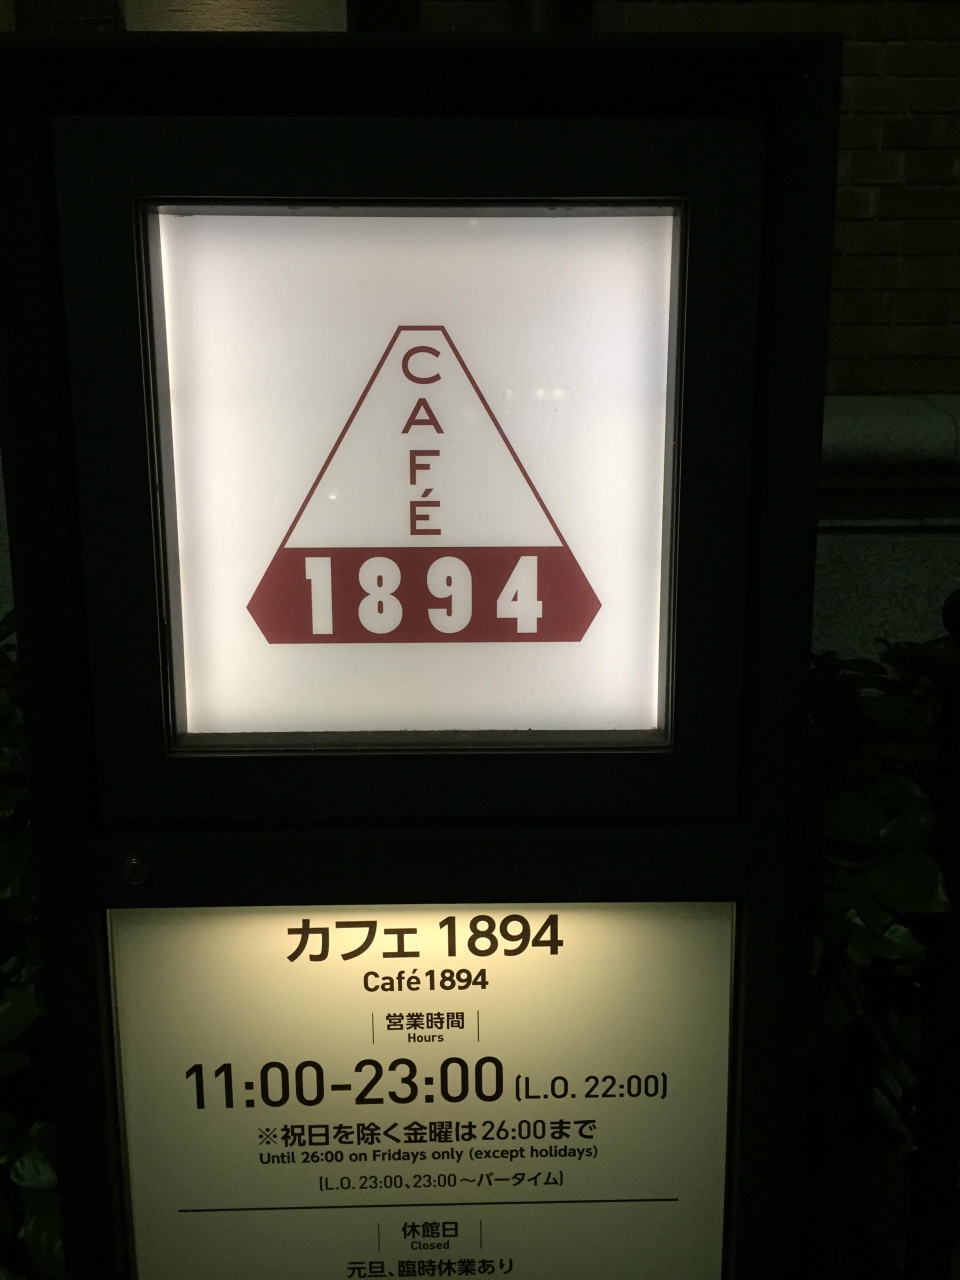 CAFÉ
1894
カフェ 1894
Café1894
営業時間
Hours
11:00-23:00 (L.O. 22:00)
※祝日を除く金曜は26:00まで
Until 26:00 on Fridays only (except holidays)
(L.O. 23:00、23:00〜バータイム)
休館日
Closed
元旦、臨時休業あり